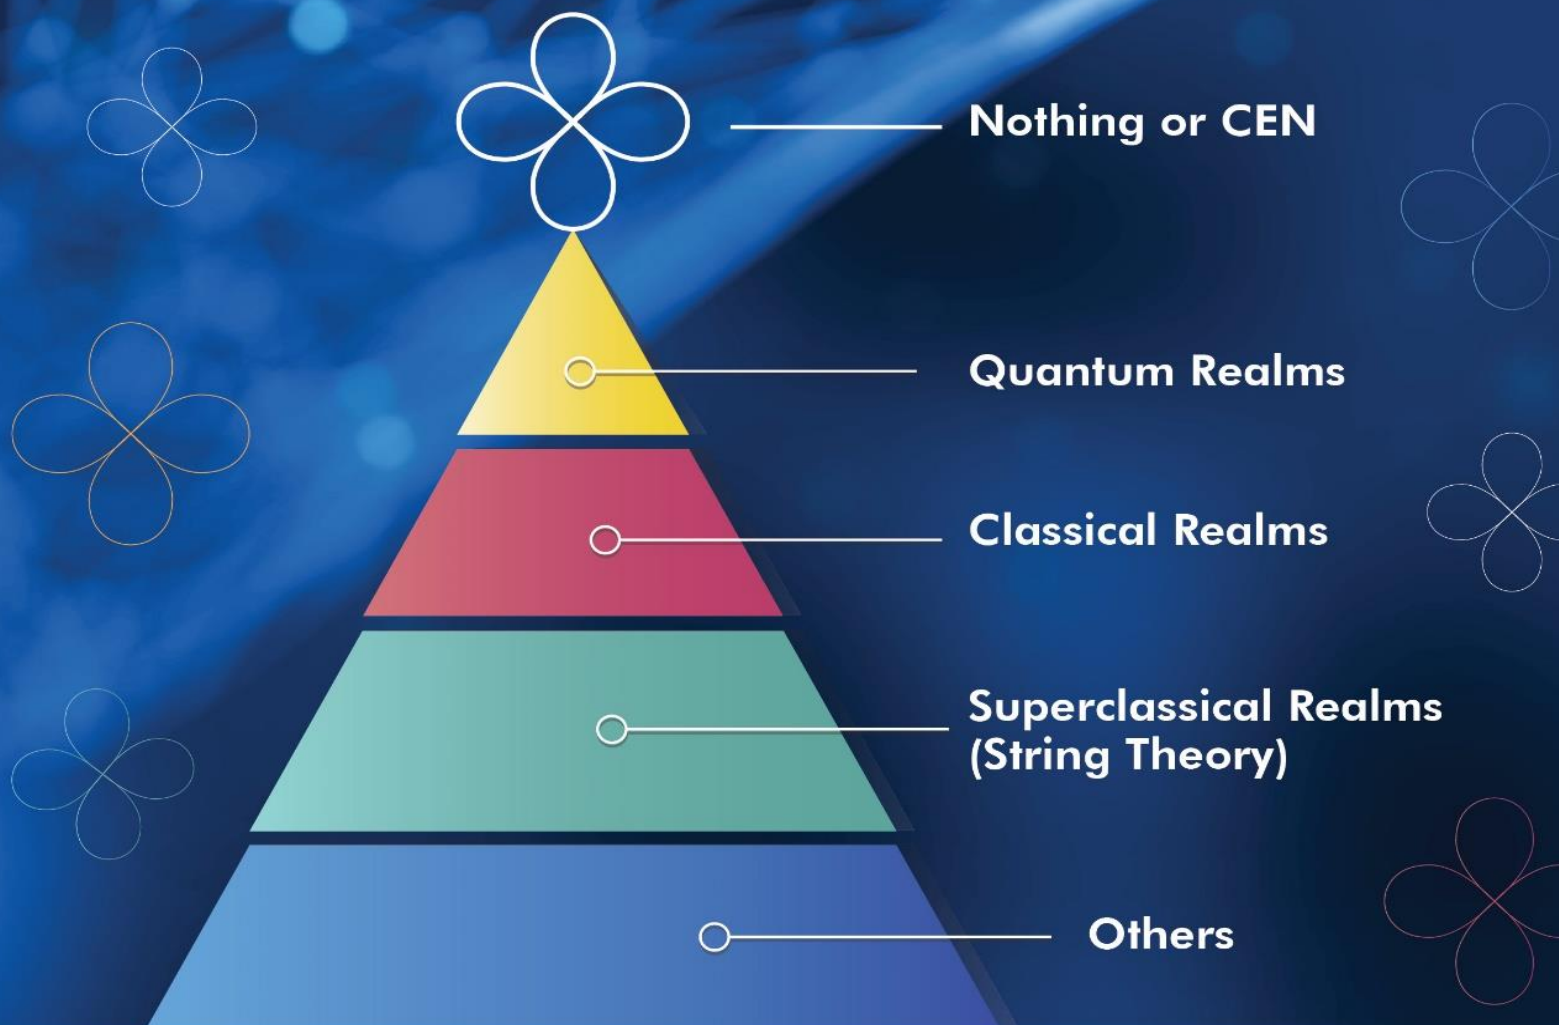 Nothing or CEN
Quantum Realms
Classical Realms
Superclassical Realms
(String Theory)
Others